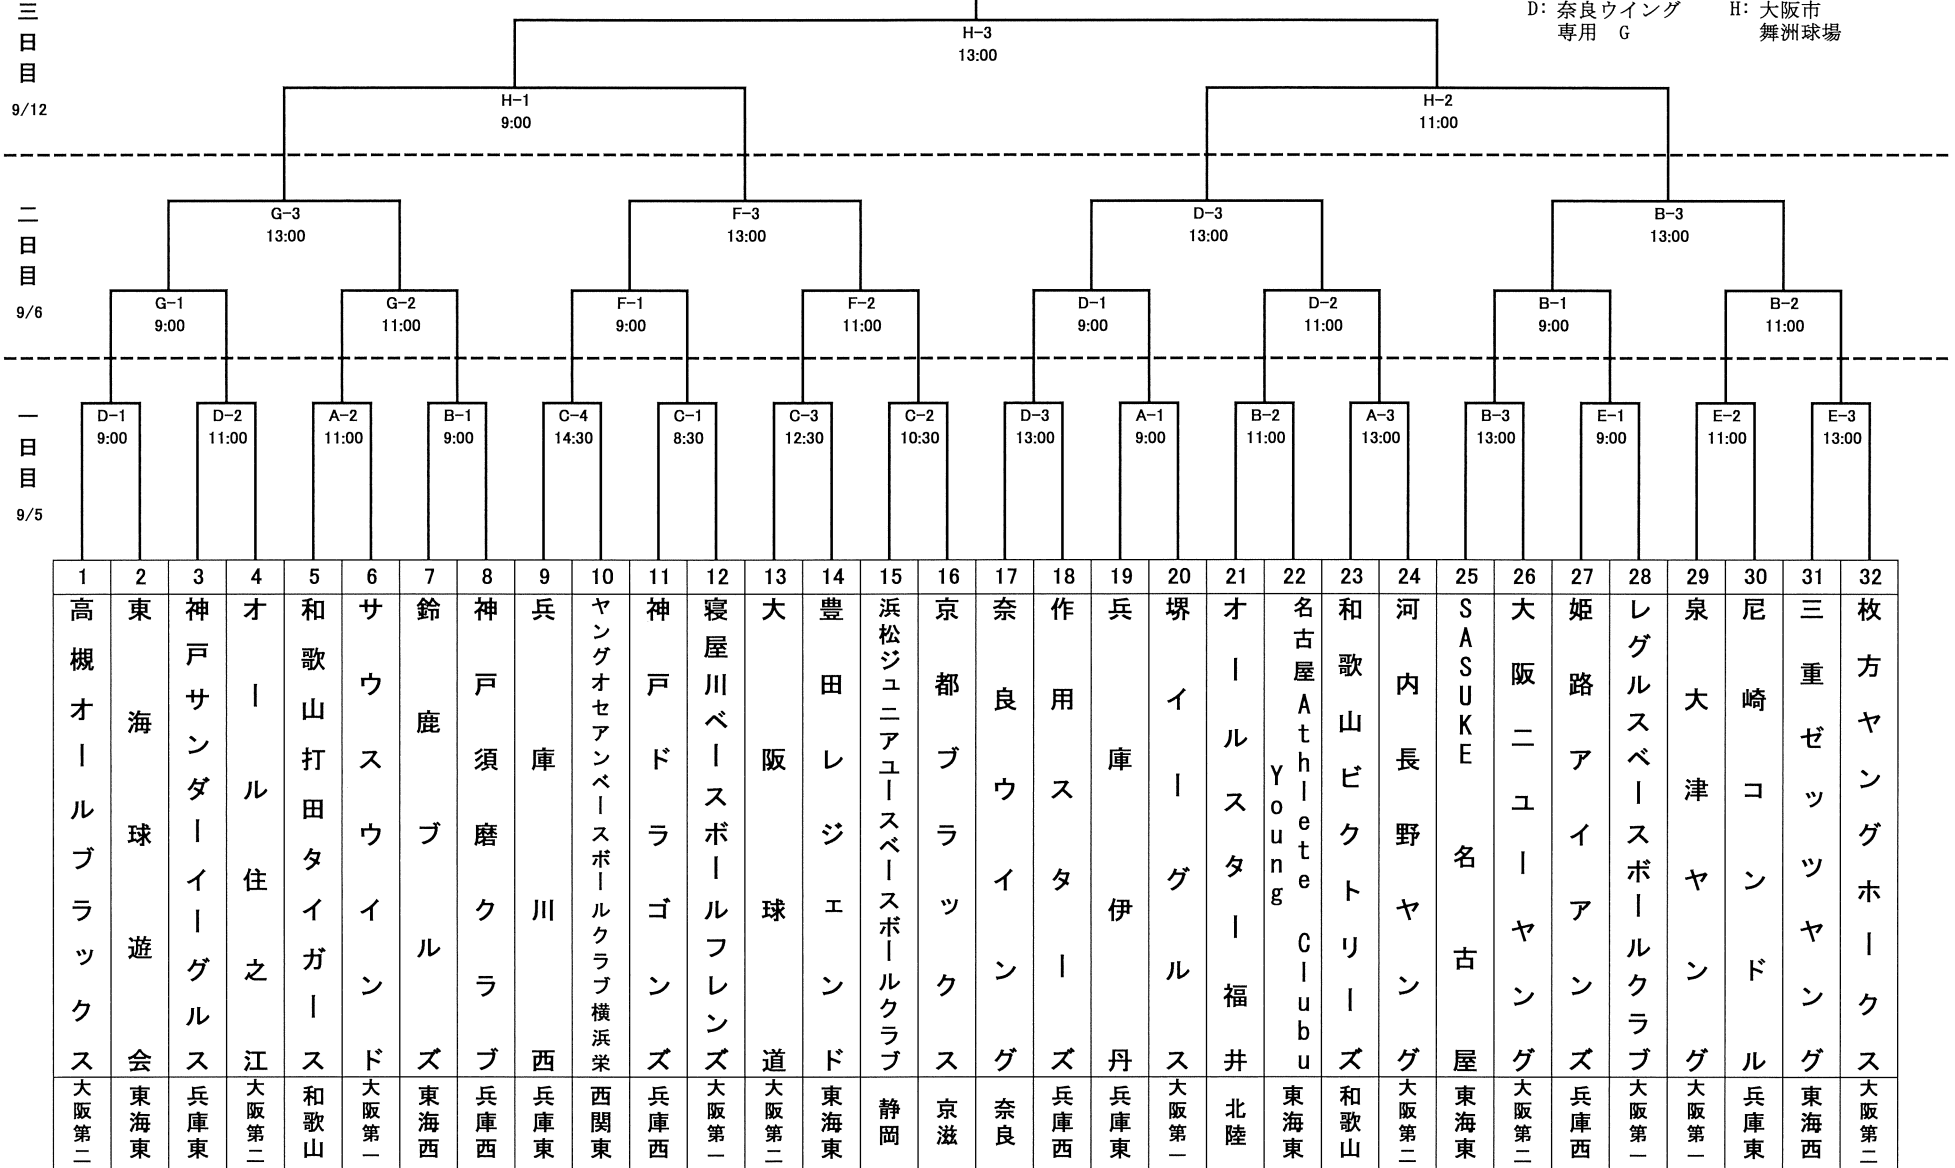 D: 奈良ウイング 専用 G
H: 大阪市 舞洲球場
三日目
9/12
H-3
13:00
H-1
9:00
H-2
11:00
二日目
9/6
G-3
13:00
F-3
13:00
D-3
13:00
B-3
13:00
G-1
9:00
G-2
11:00
F-1
9:00
F-2
11:00
D-1
9:00
D-2
11:00
B-1
9:00
B-2
11:00
一日目
9/5
D-1
9:00
D-2
11:00
A-2
11:00
B-1
9:00
C-4
14:30
C-1
8:30
C-3
12:30
C-2
10:30
D-3
13:00
A-1
9:00
B-2
11:00
A-3
13:00
B-3
13:00
E-1
9:00
E-2
11:00
E-3
13:00
1 高槻オールブラックス 大阪第二
2 東海球遊会 東海東
3 神戸サンダーイーグルス 兵庫東
4 オール住之江 大阪第二
5 和歌山打田タイガース 和歌山
6 サウスウインド 大阪第一
7 鈴鹿ブルズ 東海西
8 神戸須磨クラブ 兵庫西
9 兵庫川西 兵庫東
10 ヤングオセアンベースボールクラブ横浜栄 西関東
11 神戸ドラゴンズ 兵庫西
12 寝屋川ベースボールフレンズ 大阪第一
13 大阪球道 大阪第二
14 豊田レジェンド 東海東
15 浜松ジュニアユースベースボールクラブ 静岡
16 京都ブラックス 京滋
17 奈良ウイング 奈良
18 作用スターズ 兵庫西
19 兵庫伊丹 兵庫東
20 堺イーグルス 大阪第一
21 オールスター福井 北陸
22 名古屋Athlete Clubu Young 東海東
23 和歌山ビクトリーズ 和歌山
24 河内長野ヤング 大阪第二
25 SASUKE名古屋 東海東
26 大阪ニューヤング 大阪第二
27 姫路アイアンズ 兵庫西
28 レグルスベースボールクラブ 大阪第一
29 泉大津ヤング 大阪第一
30 尼崎コンドル 兵庫東
31 三重ゼッツヤング 東海西
32 枚方ヤングホークス 大阪第二